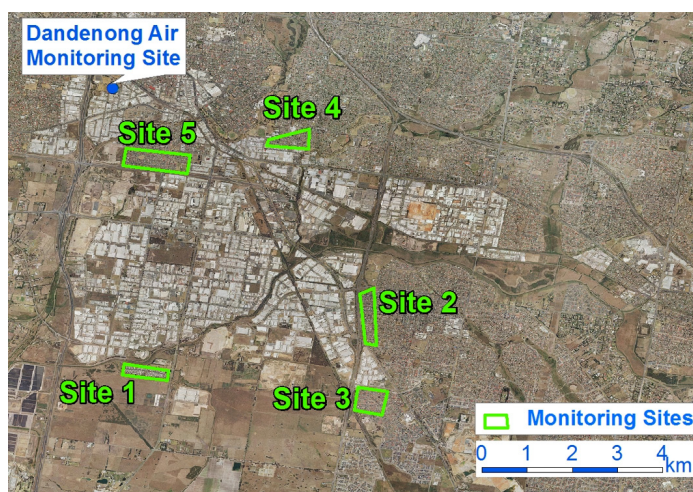 Dandenong Air
Monitoring Site
Site 4
Site 5
Site 2
Site 1
Site 3
Monitoring Sites
0 1 2 3 4
km